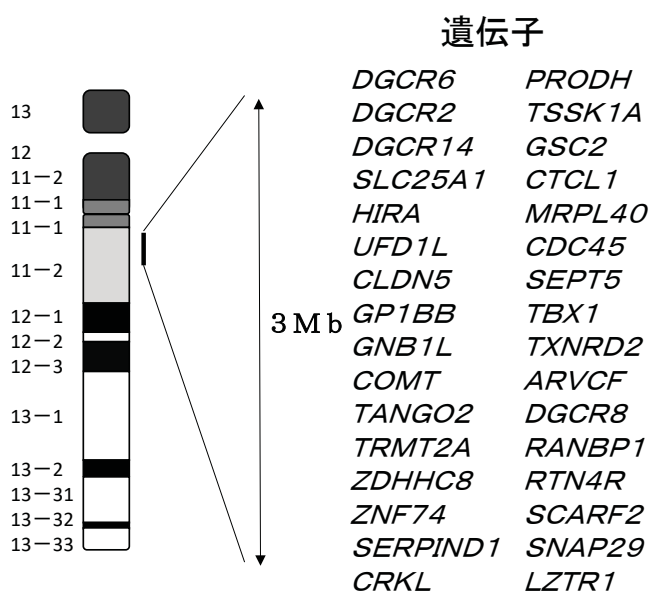 遺伝子
13
12
11－2
11－1
11－1
11－2
12－1
12－2
12－3
13－1
13－2
13－31
13－32
13－33
3Mb
DGCR6 PRODH
DGCR2 TSSK1A
DGCR14 GSC2
SLC25A1 CTCL1
HIRA MRPL40
UFD1L CDC45
CLDN5 SEPT5
GP1BB TBX1
GNB1L TXNRD2
COMT ARVCF
TANGO2 DGCR8
TRMT2A RANBP1
ZDHHC8 RTN4R
ZNF74 SCARF2
SERPIND1 SNAP29
CRKL LZTR1